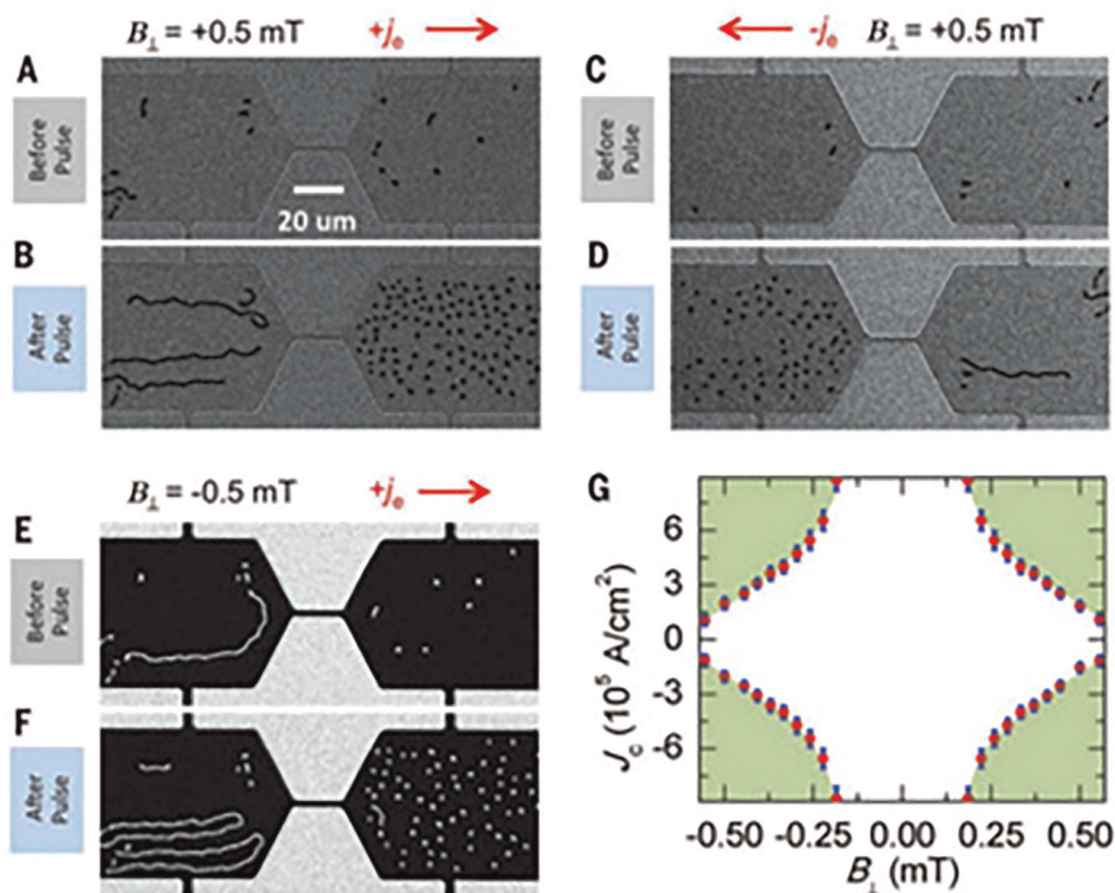 B⊥ = +0.5 mT +jₑ
A
Before
Pulse
20 um
B
After
Pulse
-jₑ B⊥ = +0.5 mT
C
Before
Pulse
D
After
Pulse
B⊥ = -0.5 mT +jₑ
E
Before
Pulse
F
After
Pulse
G
J_c (10⁵ A/cm²)
6
3
0
-3
-6
-0.50 -0.25 0.00 0.25 0.50
B⊥ (mT)